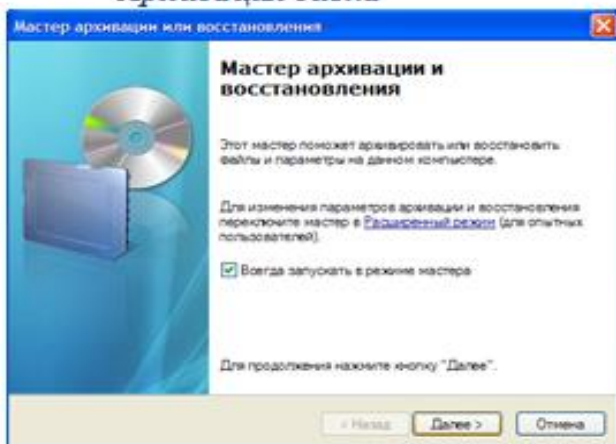 Мастер архивации или восстановления
Мастер архивации и
восстановления
Этот мастер поможет архивировать или восстановить
файлы и параметры на данном компьютере.
Для изменения параметров архивации и восстановления
переключите мастер в Расширенный режим (для опытных
пользователей).
Всегда запускать в режиме мастера
Для продолжения нажмите кнопку "Далее".
< Назад
Далее >
Отмена